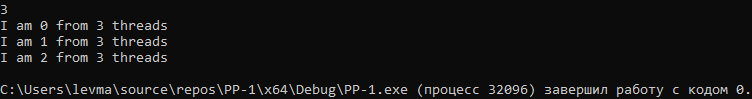 3
I am 0 from 3 threads
I am 1 from 3 threads
I am 2 from 3 threads
C:\Users\levma\source\repos\PP-1\x64\Debug\PP-1.exe (процесс 32096) завершил работу с кодом 0.